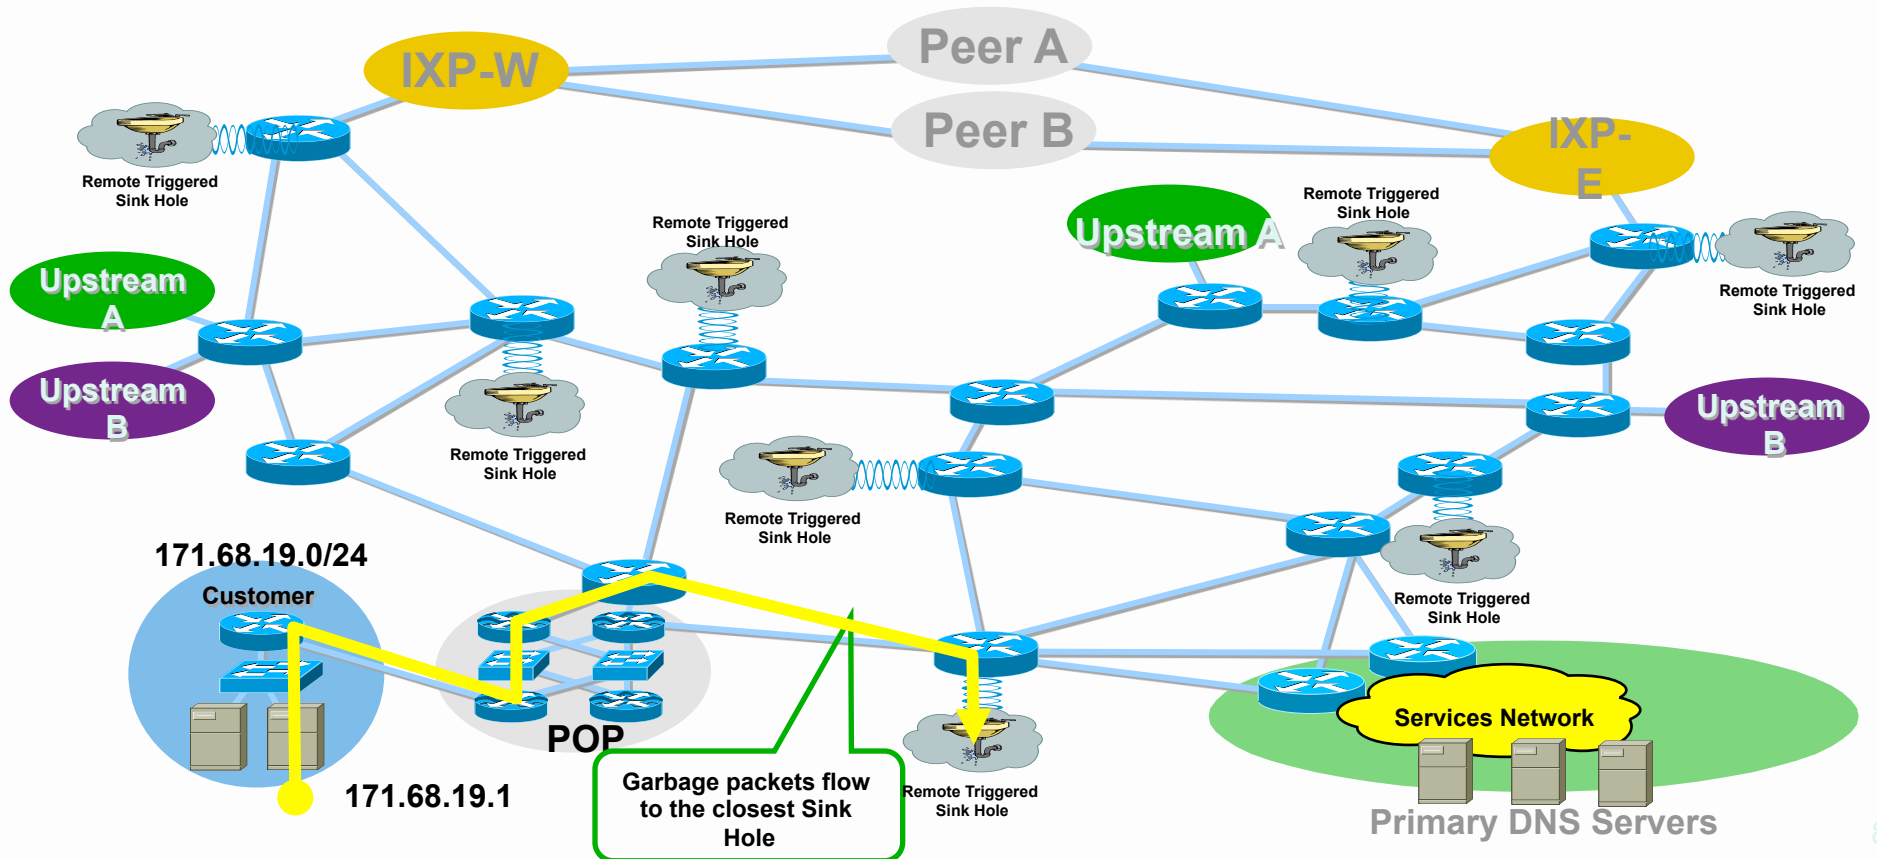 IXP-W
Peer A
Peer B
IXP-
E
Remote Triggered
Sink Hole
Remote Triggered
Sink Hole
Upstream A
Remote Triggered
Sink Hole
Remote Triggered
Sink Hole
Upstream
A
Upstream
B
Remote Triggered
Sink Hole
Upstream
B
Remote Triggered
Sink Hole
171.68.19.0/24
Customer
Remote Triggered
Sink Hole
POP
Services Network
171.68.19.1
Garbage packets flow
to the closest Sink
Hole
Remote Triggered
Sink Hole
Primary DNS Servers